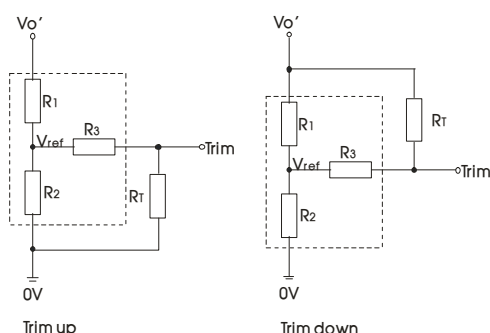 Vo′
R1
R3
Vref
Trim
R2
RT
0V
Trim up
Vo′
R1
RT
R3
Vref
Trim
R2
0V
Trim down